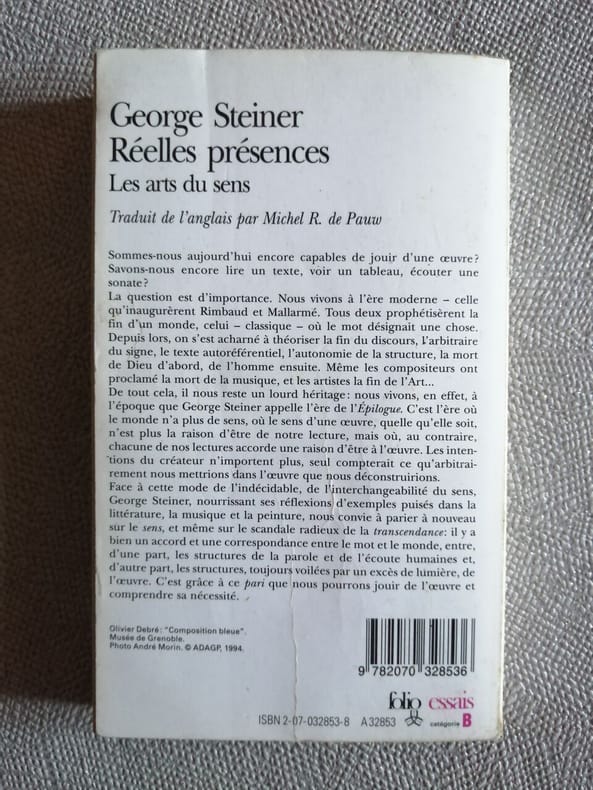 George Steiner
Réelles présences
Les arts du sens
Traduit de l'anglais par Michel R. de Pauw
Sommes-nous aujourd'hui encore capables de jouir d'une œuvre?
Savons-nous encore lire un texte, voir un tableau, écouter une
sonate?
La question est d'importance. Nous vivons à l'ère moderne – celle
qu'inaugurèrent Rimbaud et Mallarmé. Tous deux prophétisèrent la
fin d'un monde, celui – classique – où le mot désignait une chose.
Depuis lors, on s'est acharné à théoriser la fin du discours, l'arbitraire
du signe, le texte autoréférentiel, l'autonomie de la structure, la mort
de Dieu d'abord, de l'homme ensuite. Même les compositeurs ont
proclamé la mort de la musique, et les artistes la fin de l'Art...
De tout cela, il nous reste un lourd héritage : nous vivons, en effet, à
l'époque que George Steiner appelle l'ère de l'Épilogue. C'est l'ère où
le monde n'a plus de sens, où le sens d'une œuvre, quelle qu'elle soit,
n'est plus la raison d'être de notre lecture, mais où, au contraire,
chacune de nos lectures accorde une raison d'être à l'œuvre. Les inten-
tions du créateur n'importent plus, seul compterait ce qu'arbitrai-
rement nous mettrions dans l'œuvre que nous déconstruirions.
Face à cette mode de l'indécidable, de l'interchangeabilité du sens,
George Steiner, nourrissant ses réflexions d'exemples puisés dans la
littérature, la musique et la peinture, nous convie à parier à nouveau
sur le sens, et même sur le scandale radieux de la transcendance : il y a
bien un accord et une correspondance entre le mot et le monde, entre,
d'une part, les structures de la parole et de l'écoute humaines et,
d'autre part, les structures, toujours voilées par un excès de lumière, de
l'œuvre. C'est grâce à ce pari que nous pourrons jouir de l'œuvre et
comprendre sa nécessité.
Olivier Debré : "Composition bleue".
Musée de Grenoble.
Photo André Morin. © ADAGP, 1994.
9 782070 328536
folio essais
ISBN 2-07-032853-8 A 32853 catégorie B